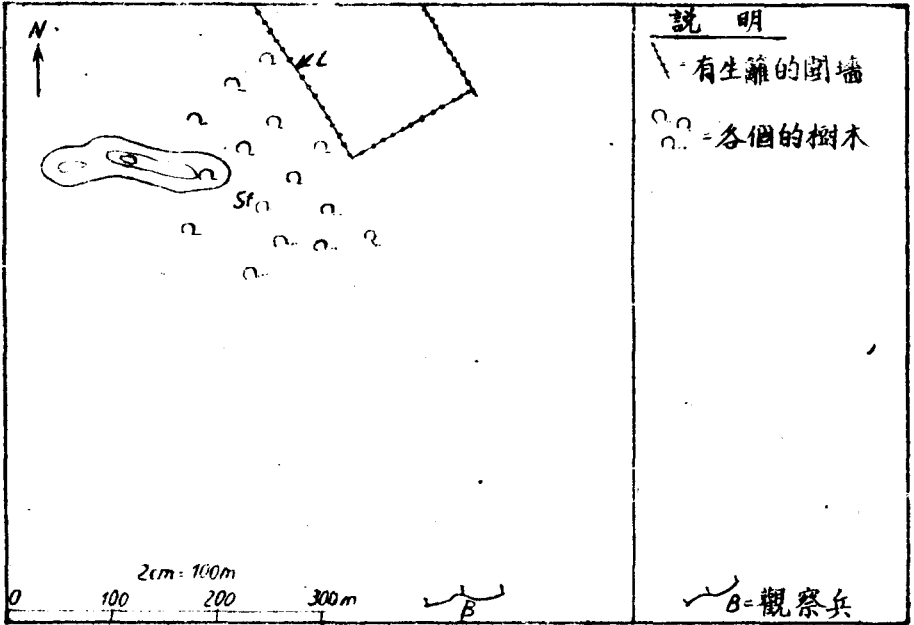 N
L
Sf
2cm = 100m
0 100 200 300m
B
説 明
= 有生籬的圍墻
= 各個的樹木
B = 觀察兵